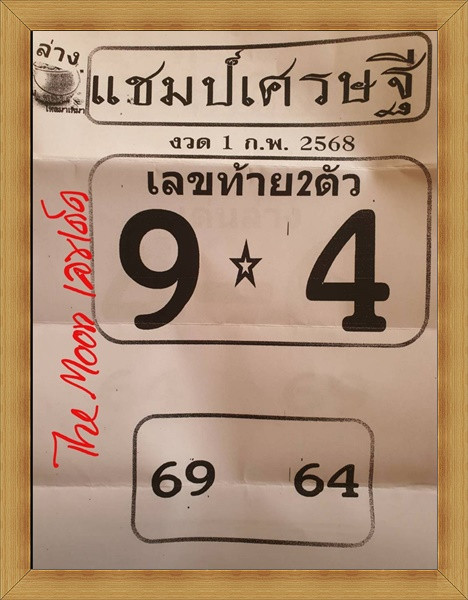 ล่าง
แชมป์เศรษฐี
งวด 1 ก.พ. 2568
เลขท้าย2ตัว
9 ☆ 4
69 64
The Moon เลขเด็ด